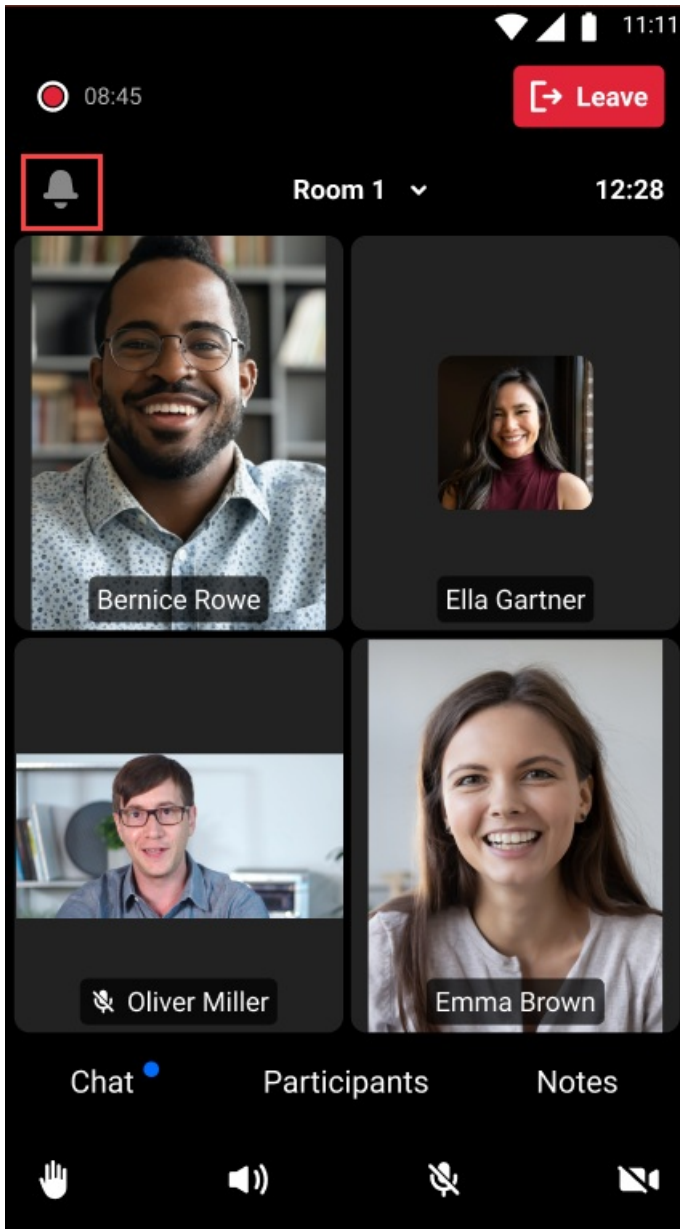 11:11
08:45
Leave
Room 1
12:28
Bernice Rowe
Ella Gartner
Oliver Miller
Emma Brown
Chat
Participants
Notes